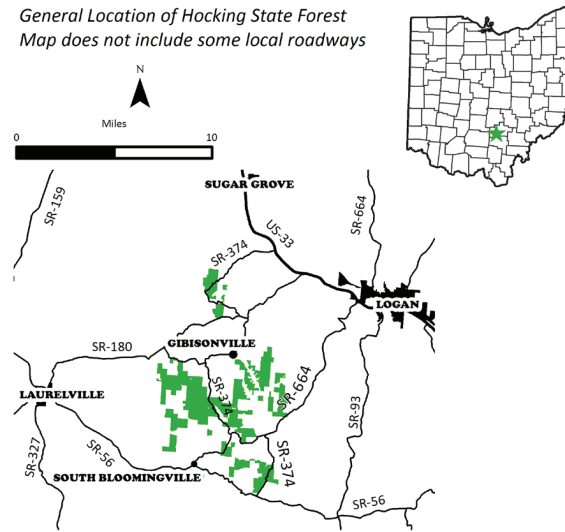 General Location of Hocking State Forest
Map does not include some local roadways
N
Miles
0
10
SUGAR GROVE
SR-159
SR-664
US-33
SR-374
LOGAN
GIBISONVILLE
SR-180
LAURELVILLE
SR-374
SR-664
SR-93
SR-327
SR-56
SOUTH BLOOMINGVILLE
SR-374
SR-56